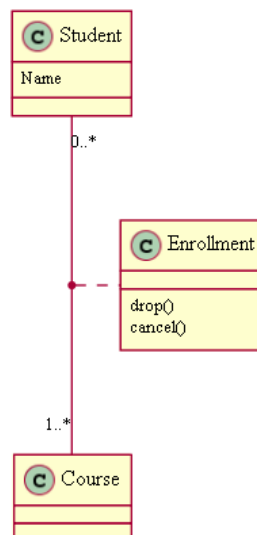 C Student
Name
0..*
C Enrollment
drop()
cancel()
1..*
C Course